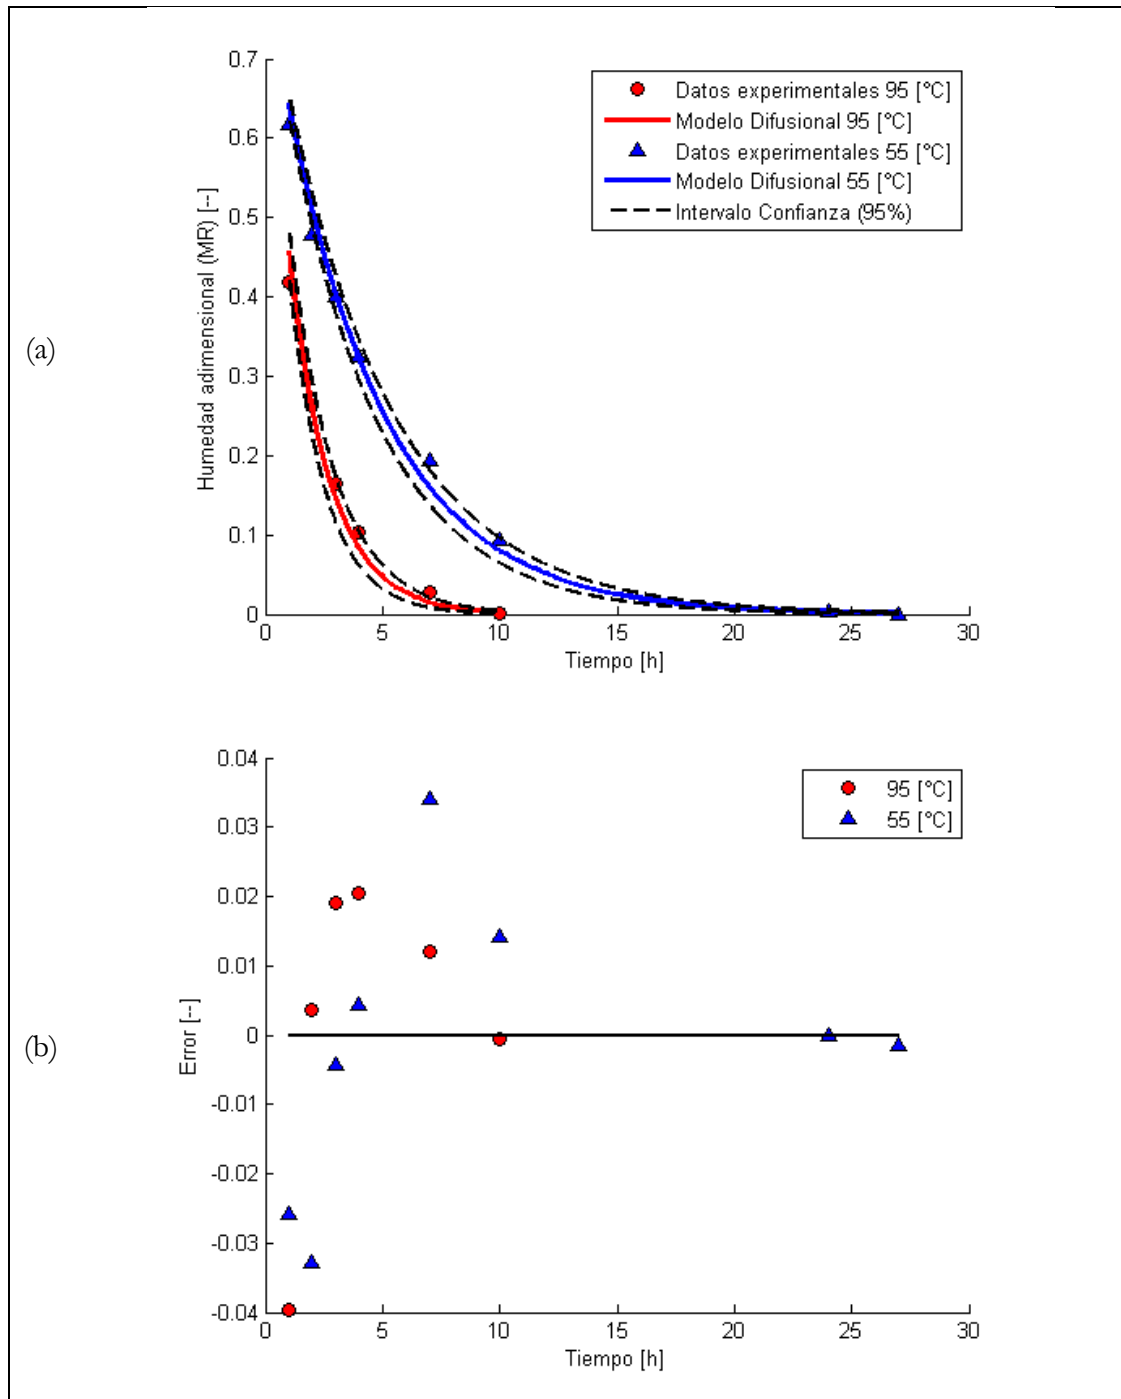 (a)
Humedad adimensional (MR) [--]
0.7
0.6
0.5
0.4
0.3
0.2
0.1
0
0 5 10 15 20 25 30
Tiempo [h]
Datos experimentales 95 [°C]
Modelo Difusional 95 [°C]
Datos experimentales 55 [°C]
Modelo Difusional 55 [°C]
Intervalo Confianza (95%)
(b)
Error [--]
0.04
0.03
0.02
0.01
0
-0.01
-0.02
-0.03
-0.04
0 5 10 15 20 25 30
Tiempo [h]
95 [°C]
55 [°C]